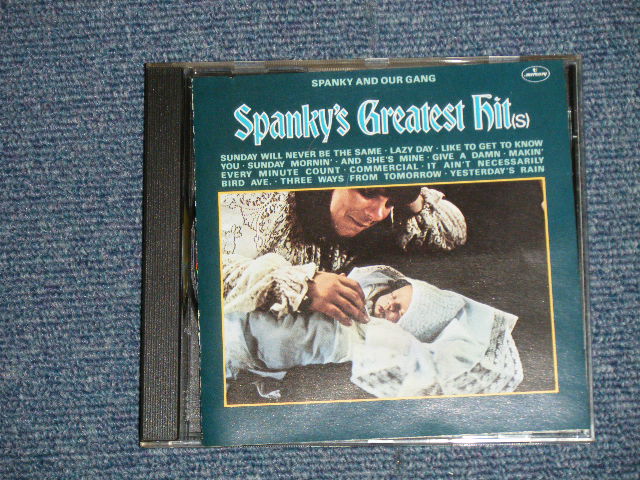 SPANKY AND OUR GANG
mercury
Spanky's Greatest Hit(s)
SUNDAY WILL NEVER BE THE SAME · LAZY DAY · LIKE TO GET TO KNOW
YOU · SUNDAY MORNIN' · AND SHE'S MINE · GIVE A DAMN · MAKIN'
EVERY MINUTE COUNT · COMMERCIAL · IT AIN'T NECESSARILY
BIRD AVE. · THREE WAYS FROM TOMORROW · YESTERDAY'S RAIN